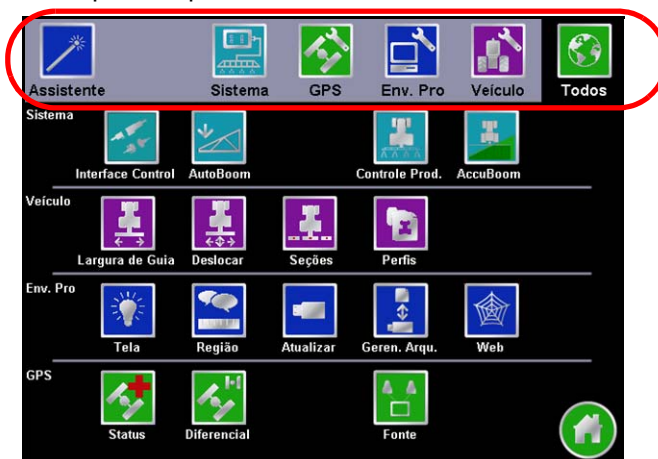 Assistente Sistema GPS Env. Pro Veículo Todos
Sistema
Interface Control AutoBoom Controle Prod. AccuBoom
Veículo
Largura de Guia Deslocar Seções Perfis
Env. Pro
Tela Região Atualizar Geren. Arqu. Web
GPS
Status Diferencial Fonte